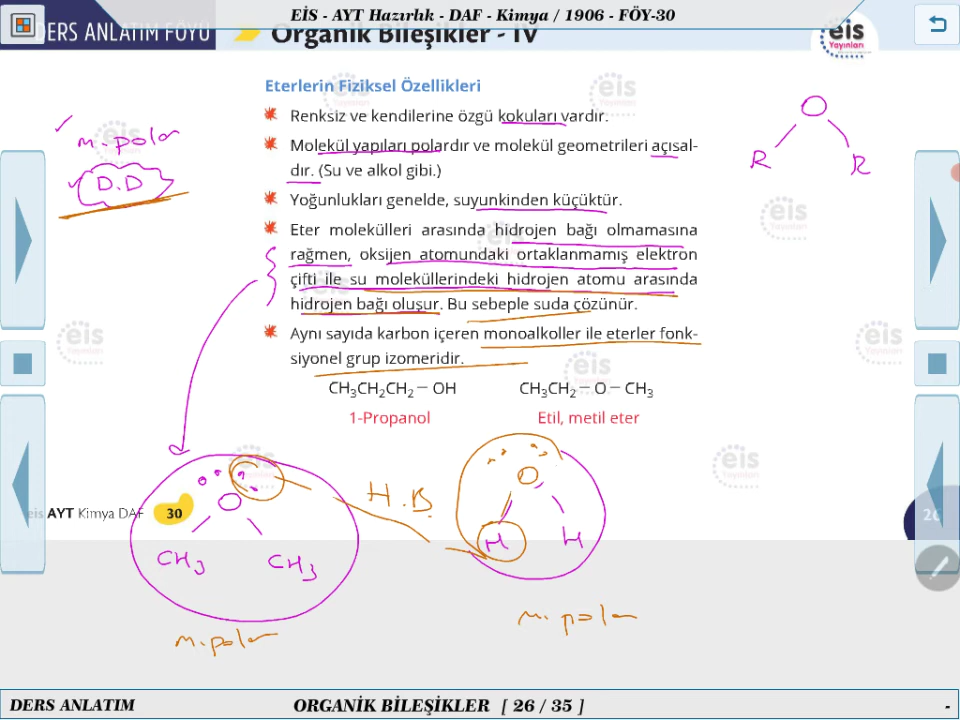 EİS - AYT Hazırlık - DAF - Kimya / 1906 - FÖY-30
DERS ANLATIM FÖYÜ
Organik Bileşikler - IV
eis
Yayınları
Eterlerin Fiziksel Özellikleri
Renksiz ve kendilerine özgü kokuları vardır.
Molekül yapıları polardır ve molekül geometrileri açısal-
dır. (Su ve alkol gibi.)
Yoğunlukları genelde, suyunkinden küçüktür.
Eter molekülleri arasında hidrojen bağı olmamasına
rağmen, oksijen atomundaki ortaklanmamış elektron
çifti ile su moleküllerindeki hidrojen atomu arasında
hidrojen bağı oluşur. Bu sebeple suda çözünür.
Aynı sayıda karbon içeren monoalkoller ile eterler fonk-
siyonel grup izomeridir.
CH₃CH₂CH₂ — OH CH₃CH₂ — O — CH₃
1-Propanol Etil, metil eter
m. polar
D.D
O
R R
O
CH₃ CH₃
m. polar
H.B.
O
H H
m. polar
eis AYT Kimya DAF 30
26
DERS ANLATIM
ORGANİK BİLEŞİKLER [ 26 / 35 ]
-